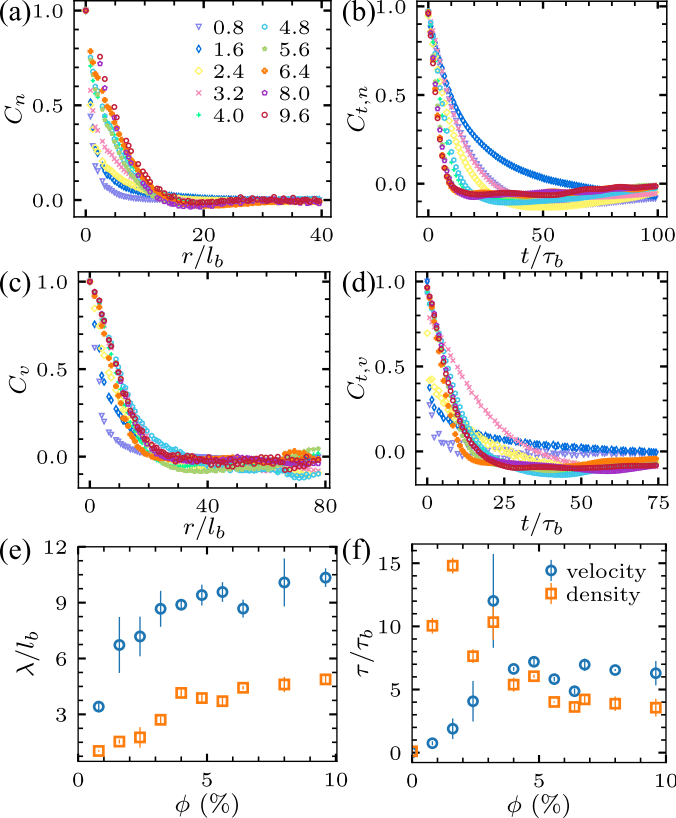 (a)
C_n
1.0
0.5
0.0
0.8
1.6
2.4
3.2
4.0
4.8
5.6
6.4
8.0
9.6
0
20
40
r/l_b
(b)
C_{t,n}
1.0
0.5
0.0
0
50
100
t/τ_b
(c)
C_v
1.0
0.5
0.0
0
40
80
r/l_b
(d)
C_{t,v}
1.0
0.5
0.0
0
25
50
75
t/τ_b
(e)
λ/l_b
12
9
6
3
0
5
10
ϕ (%)
(f)
τ/τ_b
15
10
5
0
velocity
density
0
5
10
ϕ (%)